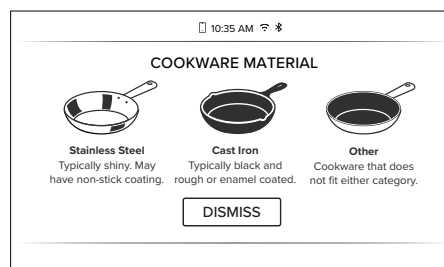 10:35 AM
COOKWARE MATERIAL
Stainless Steel
Typically shiny. May
have non-stick coating.
Cast Iron
Typically black and
rough or enamel coated.
Other
Cookware that does
not fit either category.
DISMISS